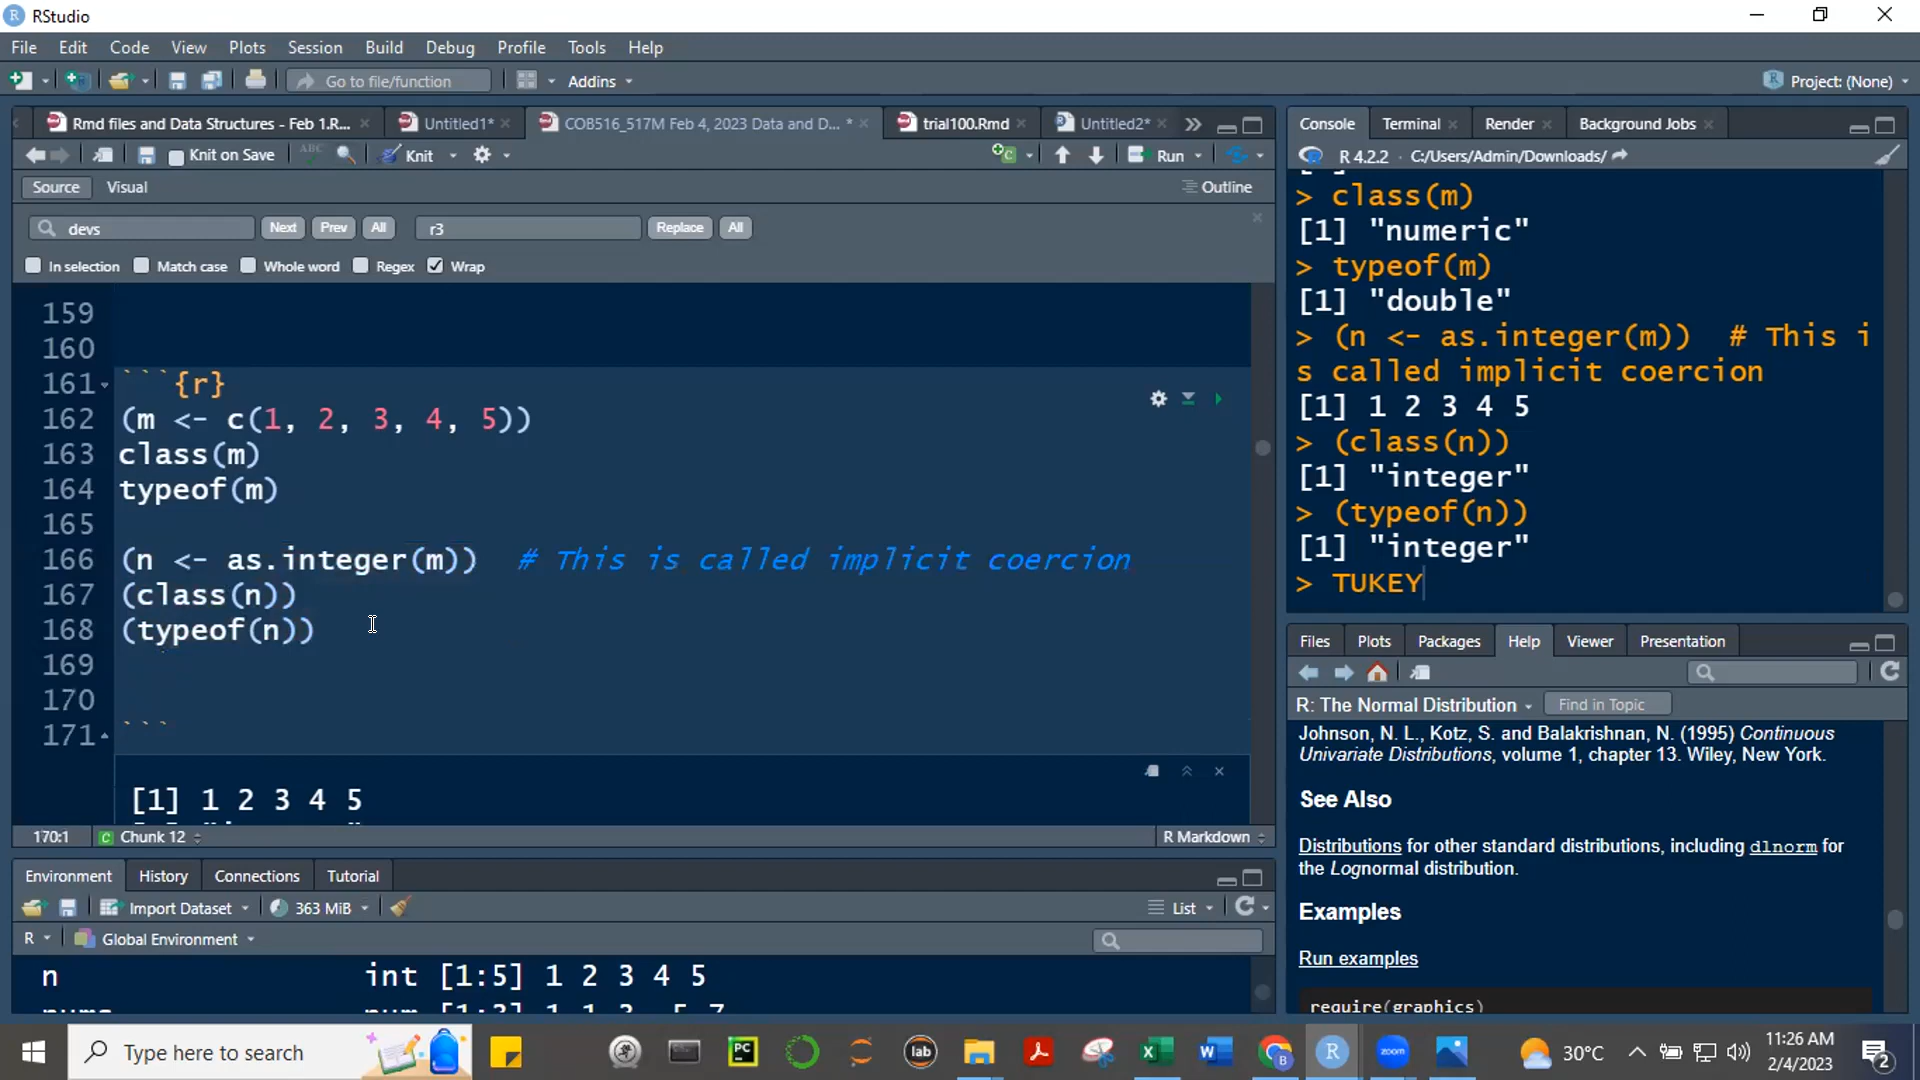 RStudio
File Edit Code View Plots Session Build Debug Profile Tools Help
Go to file/function Addins Project: (None)
Rmd files and Data Structures - Feb 1.R... Untitled1* COB516_517M Feb 4, 2023 Data and D... * trial100.Rmd Untitled2*
Knit on Save ABC Knit Run
Source Visual Outline
devs Next Prev All r3 Replace All
In selection Match case Whole word Regex Wrap
159
160
161 ```{r}
162 (m <- c(1, 2, 3, 4, 5))
163 class(m)
164 typeof(m)
165
166 (n <- as.integer(m)) # This is called implicit coercion
167 (class(n))
168 (typeof(n))
169
170
171 ```
[1] 1 2 3 4 5
170:1 Chunk 12 R Markdown
Environment History Connections Tutorial
Import Dataset 363 MiB List
R Global Environment
n int [1:5] 1 2 3 4 5
Console Terminal Render Background Jobs
R 4.2.2 · C:/Users/Admin/Downloads/
> class(m)
[1] "numeric"
> typeof(m)
[1] "double"
> (n <- as.integer(m)) # This i
s called implicit coercion
[1] 1 2 3 4 5
> (class(n))
[1] "integer"
> (typeof(n))
[1] "integer"
> TUKEY
Files Plots Packages Help Viewer Presentation
R: The Normal Distribution Find in Topic
Johnson, N. L., Kotz, S. and Balakrishnan, N. (1995) Continuous
Univariate Distributions, volume 1, chapter 13. Wiley, New York.
See Also
Distributions for other standard distributions, including dlnorm for
the Lognormal distribution.
Examples
Run examples
require(graphics)
Type here to search PC lab zoom 30°C 11:26 AM
2/4/2023 2